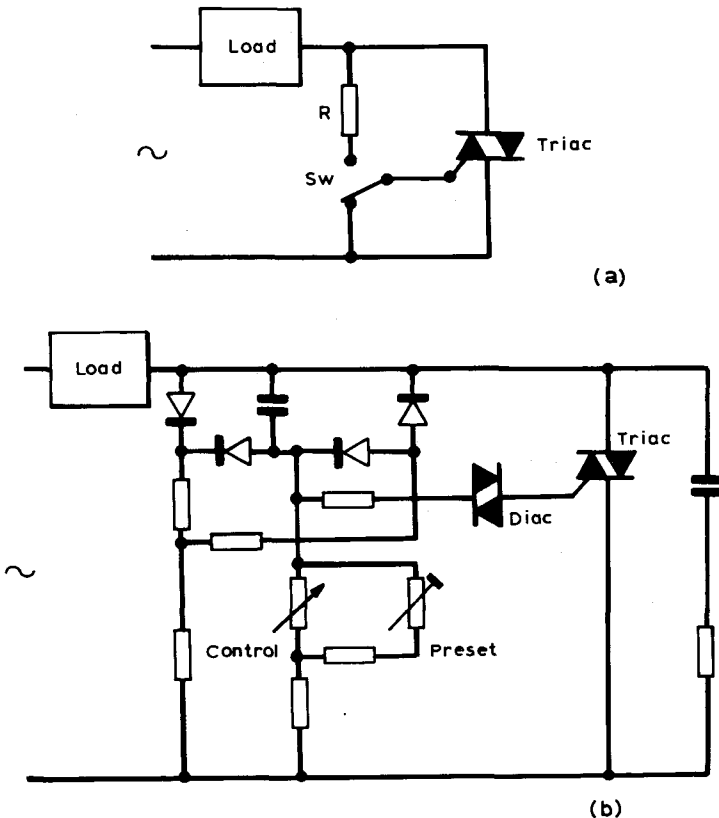 Load
R
Triac
~
Sw
(a)
Load
Triac
Diac
~
Control
Preset
(b)